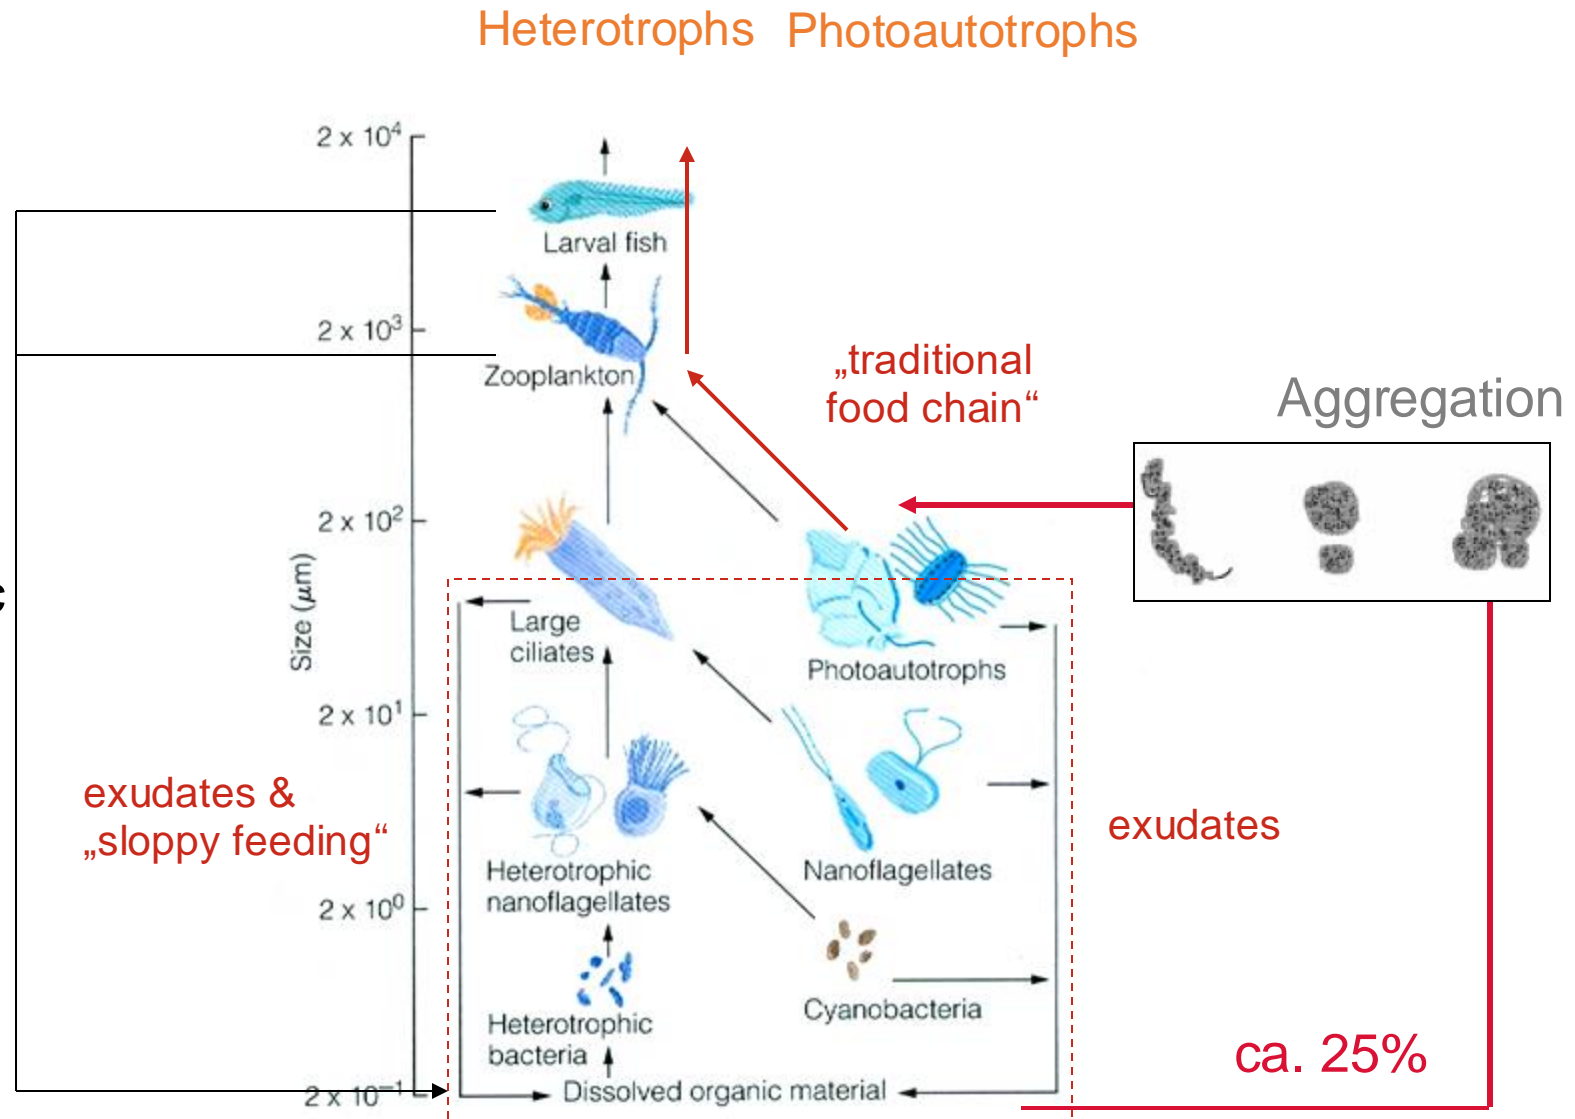 Heterotrophs Photoautotrophs
2 x 10⁴
Larval fish
2 x 10³
Zooplankton
„traditional
food chain“
Aggregation
2 x 10²
Size (μm)
c
Large
ciliates
Photoautotrophs
2 x 10¹
exudates &
„sloppy feeding“
exudates
Heterotrophic
nanoflagellates
Nanoflagellates
2 x 10⁰
Heterotrophic
bacteria
Cyanobacteria
ca. 25%
2 x 10⁻¹
Dissolved organic material